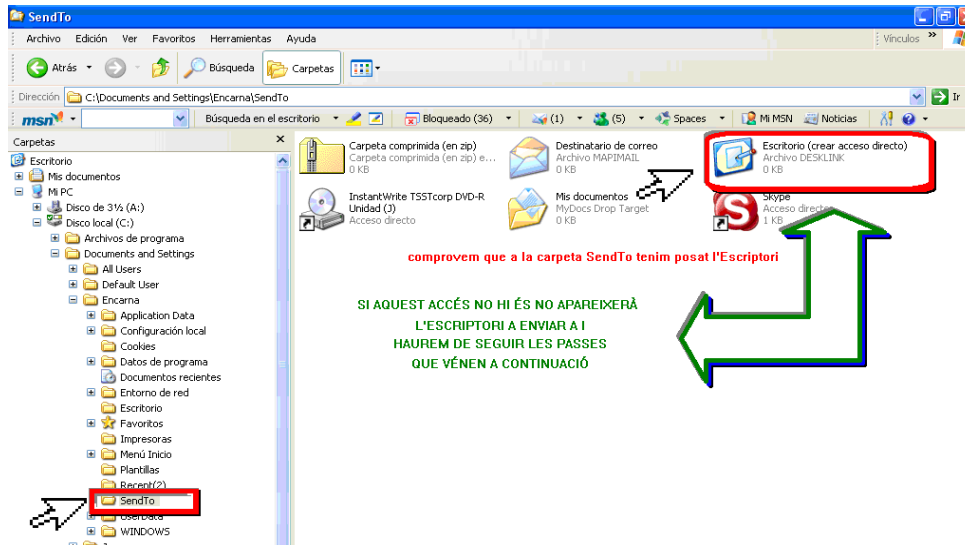 SendTo
Archivo Edición Ver Favoritos Herramientas Ayuda
Vínculos »
Atrás Búsqueda Carpetas
Dirección C:\Documents and Settings\Encarna\SendTo Ir
msn Búsqueda en el escritorio Bloqueado (36) (1) (5) Spaces Mi MSN Noticias
Carpetas
Escritorio
Mis documentos
Mi PC
Disco de 3½ (A:)
Disco local (C:)
Archivos de programa
Documents and Settings
All Users
Default User
Encarna
Application Data
Configuración local
Cookies
Datos de programa
Documentos recientes
Entorno de red
Escritorio
Favoritos
Impresoras
Menú Inicio
Plantillas
Recent(2)
SendTo
UserData
WINDOWS
Carpeta comprimida (en zip)
Carpeta comprimida (en zip) e...
0 KB
Destinatario de correo
Archivo MAPIMAIL
0 KB
Escritorio (crear acceso directo)
Archivo DESKLINK
0 KB
InstantWrite TSSTcorp DVD-R
Unidad (J)
Acceso directo
Mis documentos
MyDocs Drop Target
0 KB
Skype
Acceso directo
1 KB
comprovem que a la carpeta SendTo tenim posat l'Escriptori
SI AQUEST ACCÉS NO HI ÉS NO APAREIXERÀ
L'ESCRIPTORI A ENVIAR A I
HAUREM DE SEGUIR LES PASSES
QUE VÉNEN A CONTINUACIÓ